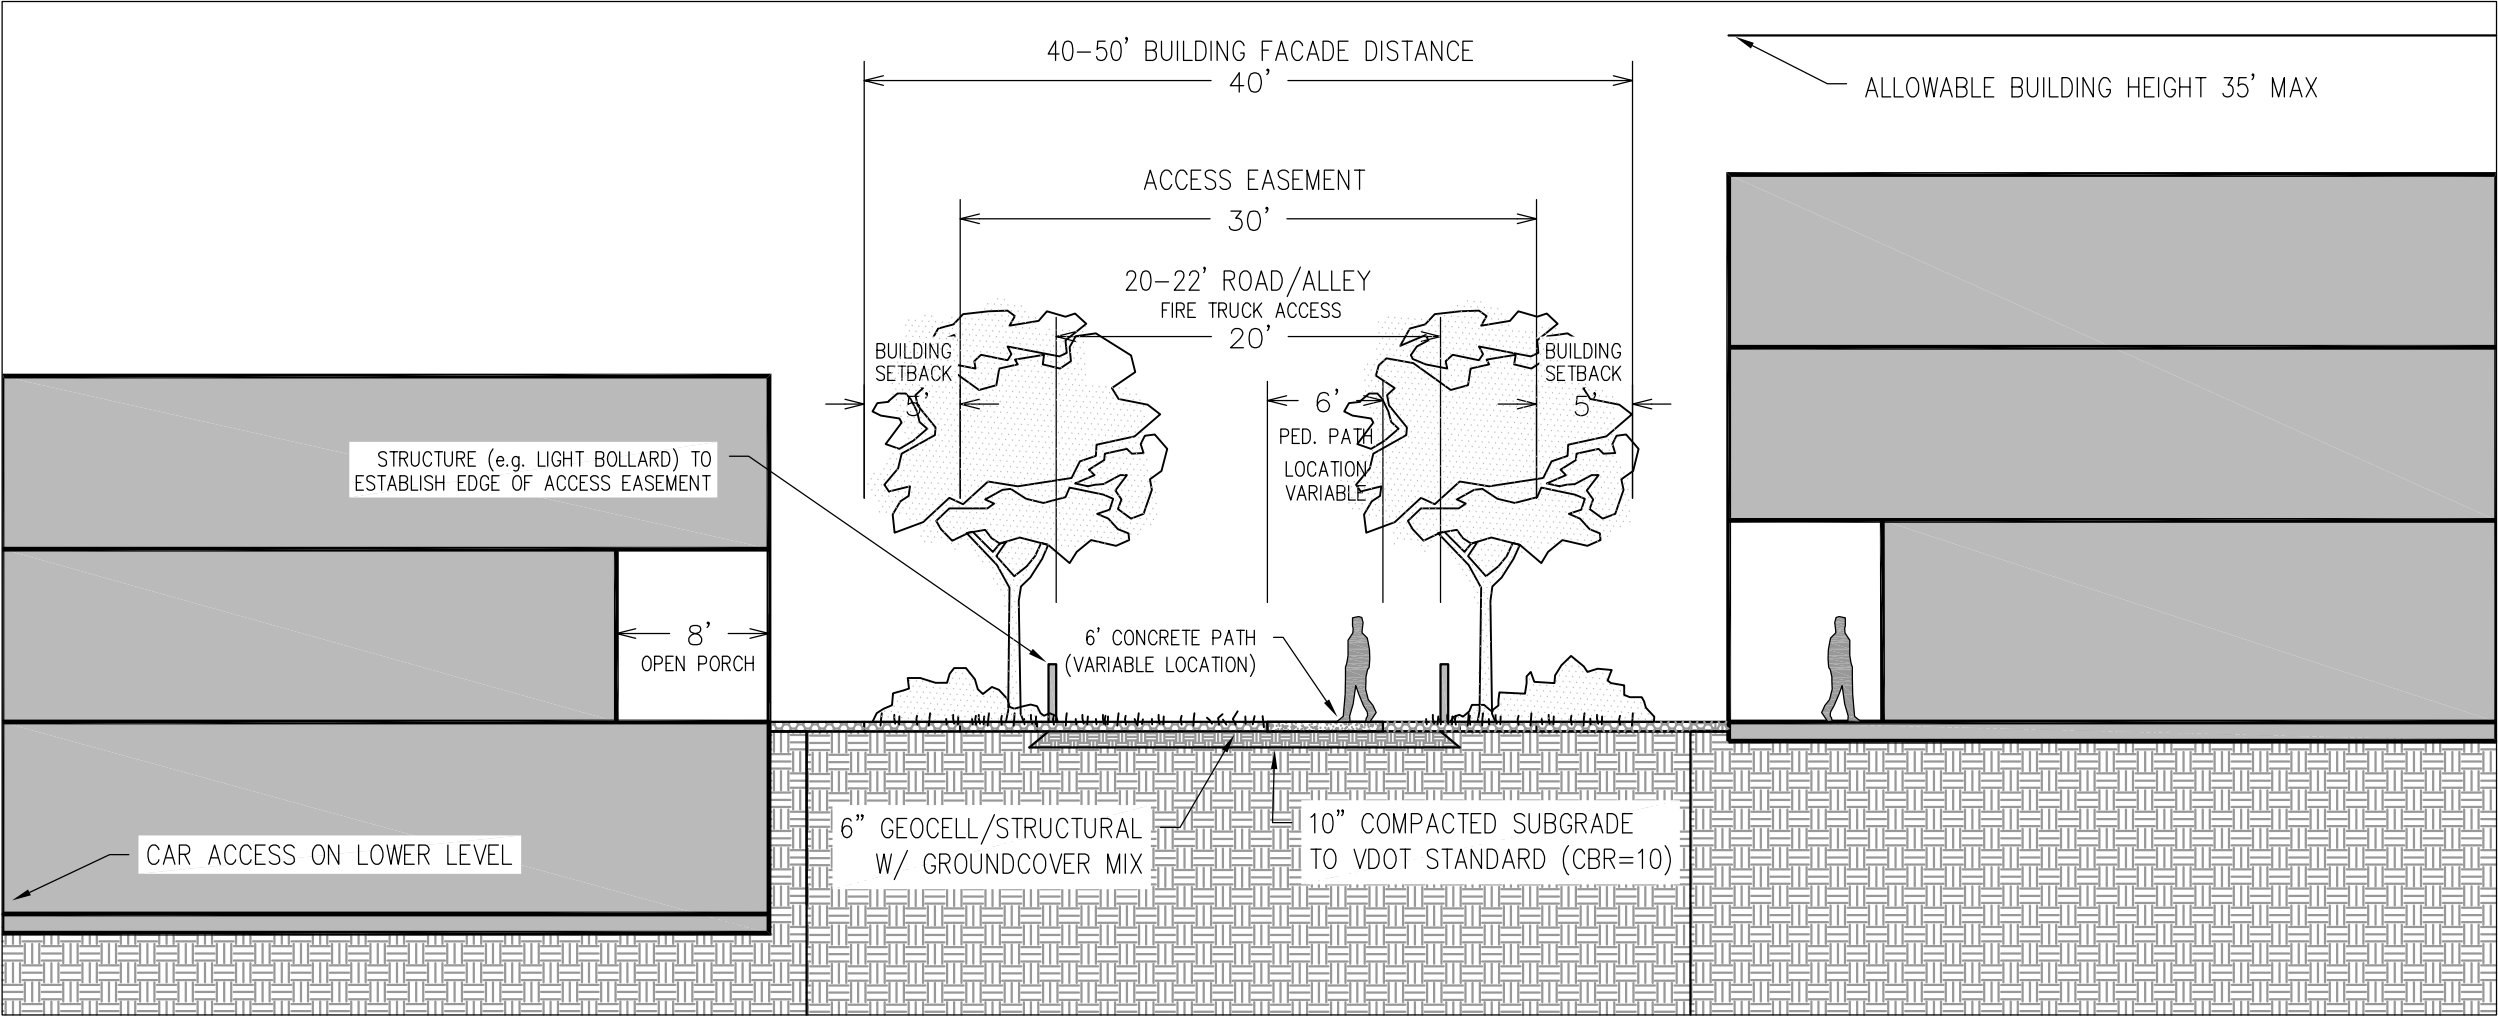 40-50' BUILDING FACADE DISTANCE
40'
ALLOWABLE BUILDING HEIGHT 35' MAX
ACCESS EASEMENT
30'
20-22' ROAD/ALLEY
FIRE TRUCK ACCESS
20'
BUILDING
SETBACK
5'
BUILDING
SETBACK
5'
6'
PED. PATH
LOCATION
VARIABLE
STRUCTURE (e.g. LIGHT BOLLARD) TO
ESTABLISH EDGE OF ACCESS EASEMENT
8'
OPEN PORCH
6' CONCRETE PATH
(VARIABLE LOCATION)
6" GEOCELL/STRUCTURAL
W/ GROUNDCOVER MIX
10" COMPACTED SUBGRADE
TO VDOT STANDARD (CBR=10)
CAR ACCESS ON LOWER LEVEL